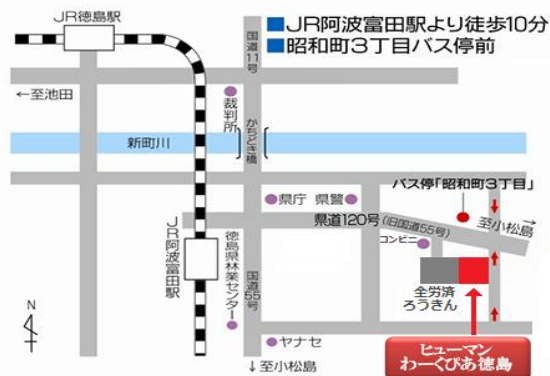 JR徳島駅
■JR阿波富田駅より徒歩10分
■昭和町3丁目バス停前
国道11号
←至池田
裁判所
新町川
かちどき橋
バス停「昭和町3丁目」
県庁 県警
県道120号(旧国道55号)
至小松島→
コンビニ
JR阿波富田駅
徳島県林業センター
国道55号
全労済
ろうきん
N
ヤナセ
↓至小松島
ヒューマン
わーくぴあ徳島